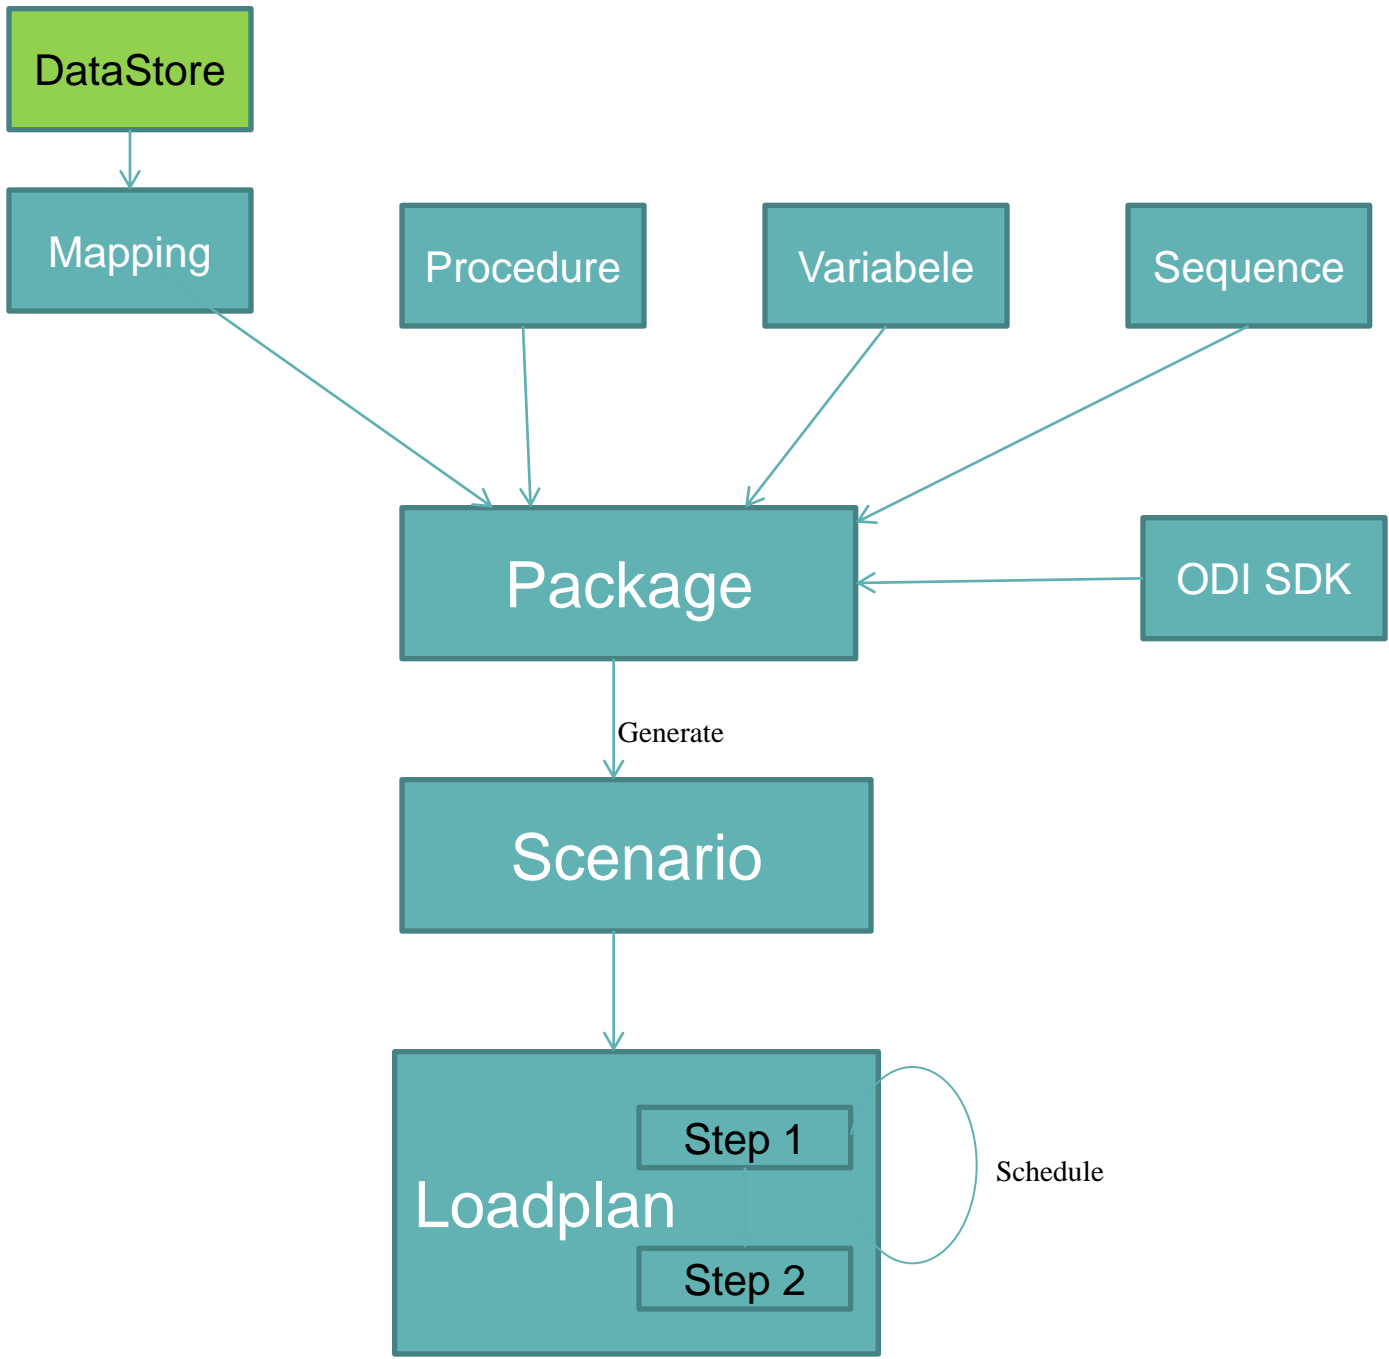 DataStore
Mapping
Procedure
Variabele
Sequence
Package
ODI SDK
Generate
Scenario
Step 1
Schedule
Loadplan
Step 2